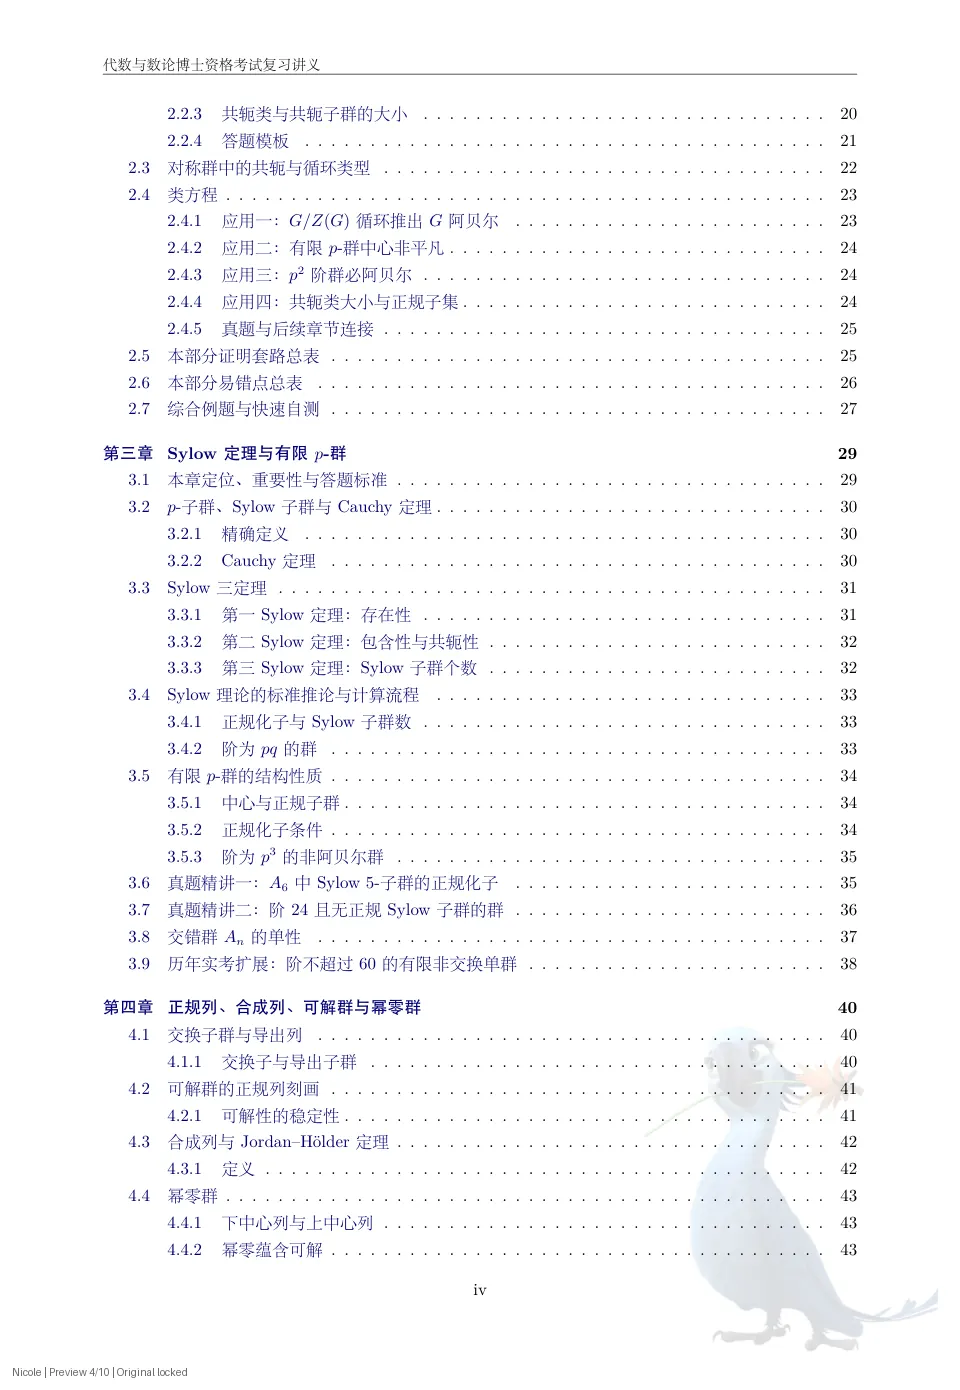 代数与数论博士资格考试复习讲义
2.2.3 共轭类与共轭子群的大小 . . . . . . . . . . . . . . . . . . . . . . . . . . . . . . . 20
2.2.4 答题模板 . . . . . . . . . . . . . . . . . . . . . . . . . . . . . . . . . . . . . . . . 21
2.3 对称群中的共轭与循环类型 . . . . . . . . . . . . . . . . . . . . . . . . . . . . . . . . . . 22
2.4 类方程 . . . . . . . . . . . . . . . . . . . . . . . . . . . . . . . . . . . . . . . . . . . . . . 23
2.4.1 应用一：G/Z(G) 循环推出 G 阿贝尔 . . . . . . . . . . . . . . . . . . . . . . . . 23
2.4.2 应用二：有限 p-群中心非平凡 . . . . . . . . . . . . . . . . . . . . . . . . . . . . . 24
2.4.3 应用三：p² 阶群必阿贝尔 . . . . . . . . . . . . . . . . . . . . . . . . . . . . . . . 24
2.4.4 应用四：共轭类大小与正规子集 . . . . . . . . . . . . . . . . . . . . . . . . . . . . 24
2.4.5 真题与后续章节连接 . . . . . . . . . . . . . . . . . . . . . . . . . . . . . . . . . . 25
2.5 本部分证明套路总表 . . . . . . . . . . . . . . . . . . . . . . . . . . . . . . . . . . . . . . 25
2.6 本部分易错点总表 . . . . . . . . . . . . . . . . . . . . . . . . . . . . . . . . . . . . . . . 26
2.7 综合例题与快速自测 . . . . . . . . . . . . . . . . . . . . . . . . . . . . . . . . . . . . . . 27
第三章 Sylow 定理与有限 p-群 29
3.1 本章定位、重要性与答题标准 . . . . . . . . . . . . . . . . . . . . . . . . . . . . . . . . . 29
3.2 p-子群、Sylow 子群与 Cauchy 定理 . . . . . . . . . . . . . . . . . . . . . . . . . . . . . . 30
3.2.1 精确定义 . . . . . . . . . . . . . . . . . . . . . . . . . . . . . . . . . . . . . . . . 30
3.2.2 Cauchy 定理 . . . . . . . . . . . . . . . . . . . . . . . . . . . . . . . . . . . . . . 30
3.3 Sylow 三定理 . . . . . . . . . . . . . . . . . . . . . . . . . . . . . . . . . . . . . . . . . . 31
3.3.1 第一 Sylow 定理：存在性 . . . . . . . . . . . . . . . . . . . . . . . . . . . . . . . 31
3.3.2 第二 Sylow 定理：包含性与共轭性 . . . . . . . . . . . . . . . . . . . . . . . . . . 32
3.3.3 第三 Sylow 定理：Sylow 子群个数 . . . . . . . . . . . . . . . . . . . . . . . . . . 32
3.4 Sylow 理论的标准推论与计算流程 . . . . . . . . . . . . . . . . . . . . . . . . . . . . . . 33
3.4.1 正规化子与 Sylow 子群数 . . . . . . . . . . . . . . . . . . . . . . . . . . . . . . . 33
3.4.2 阶为 pq 的群 . . . . . . . . . . . . . . . . . . . . . . . . . . . . . . . . . . . . . . 33
3.5 有限 p-群的结构性质 . . . . . . . . . . . . . . . . . . . . . . . . . . . . . . . . . . . . . . 34
3.5.1 中心与正规子群 . . . . . . . . . . . . . . . . . . . . . . . . . . . . . . . . . . . . . 34
3.5.2 正规化子条件 . . . . . . . . . . . . . . . . . . . . . . . . . . . . . . . . . . . . . . 34
3.5.3 阶为 p³ 的非阿贝尔群 . . . . . . . . . . . . . . . . . . . . . . . . . . . . . . . . . 35
3.6 真题精讲一：A₆ 中 Sylow 5-子群的正规化子 . . . . . . . . . . . . . . . . . . . . . . . . 35
3.7 真题精讲二：阶 24 且无正规 Sylow 子群的群 . . . . . . . . . . . . . . . . . . . . . . . . 36
3.8 交错群 Aₙ 的单性 . . . . . . . . . . . . . . . . . . . . . . . . . . . . . . . . . . . . . . . 37
3.9 历年实考扩展：阶不超过 60 的有限非交换单群 . . . . . . . . . . . . . . . . . . . . . . . 38
第四章 正规列、合成列、可解群与幂零群 40
4.1 交换子群与导出列 . . . . . . . . . . . . . . . . . . . . . . . . . . . . . . . . . . . . . . . 40
4.1.1 交换子与导出子群 . . . . . . . . . . . . . . . . . . . . . . . . . . . . . . . . . . . 40
4.2 可解群的正规列刻画 . . . . . . . . . . . . . . . . . . . . . . . . . . . . . . . . . . . . . . 41
4.2.1 可解性的稳定性 . . . . . . . . . . . . . . . . . . . . . . . . . . . . . . . . . . . . . 41
4.3 合成列与 Jordan–Hölder 定理 . . . . . . . . . . . . . . . . . . . . . . . . . . . . . . . . . 42
4.3.1 定义 . . . . . . . . . . . . . . . . . . . . . . . . . . . . . . . . . . . . . . . . . . . 42
4.4 幂零群 . . . . . . . . . . . . . . . . . . . . . . . . . . . . . . . . . . . . . . . . . . . . . . 43
4.4.1 下中心列与上中心列 . . . . . . . . . . . . . . . . . . . . . . . . . . . . . . . . . . 43
4.4.2 幂零蕴含可解 . . . . . . . . . . . . . . . . . . . . . . . . . . . . . . . . . . . . . . 43
iv
Nicole | Preview 4/10 | Original locked